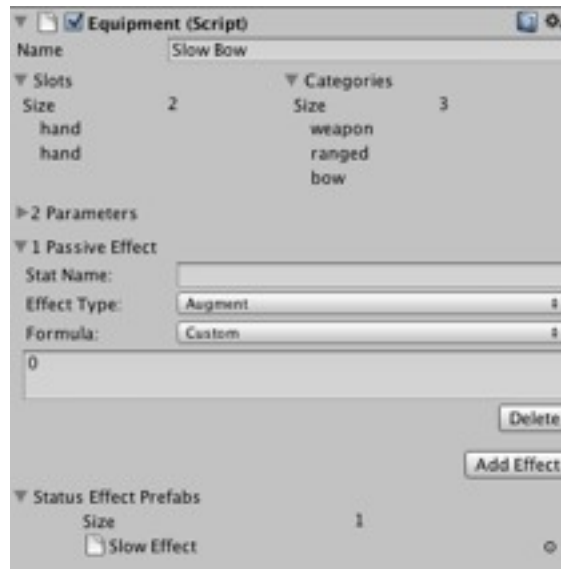 Equipment (Script)
Name Slow Bow
Slots Categories
Size 2 Size 3
hand weapon
hand ranged
bow
2 Parameters
1 Passive Effect
Stat Name:
Effect Type: Augment
Formula: Custom
0
Delete
Add Effect
Status Effect Prefabs
Size 1
Slow Effect